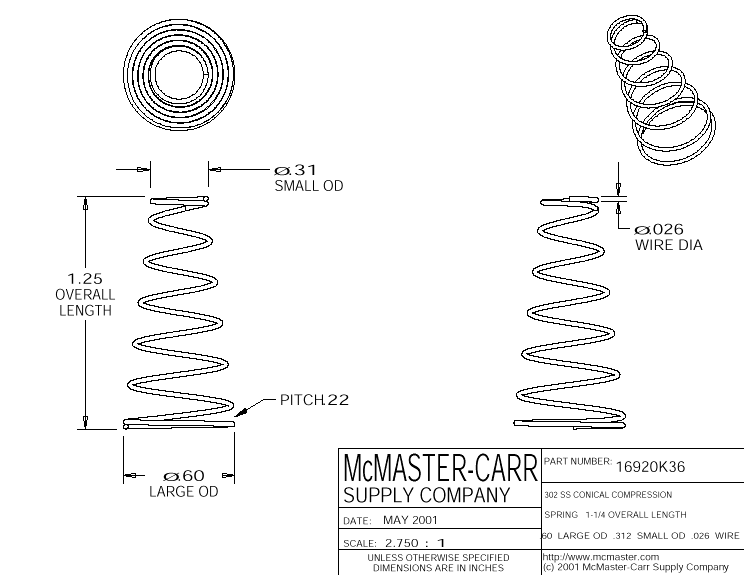 Ø.31
SMALL OD
Ø.026
WIRE DIA
1.25
OVERALL
LENGTH
PITCH.22
Ø.60
LARGE OD
McMASTER-CARR
SUPPLY COMPANY
PART NUMBER: 16920K36
302 SS CONICAL COMPRESSION
SPRING 1-1/4 OVERALL LENGTH
60 LARGE OD .312 SMALL OD .026 WIRE
DATE: MAY 2001
SCALE: 2.750 : 1
UNLESS OTHERWISE SPECIFIED
DIMENSIONS ARE IN INCHES
http://www.mcmaster.com
(c) 2001 McMaster-Carr Supply Company